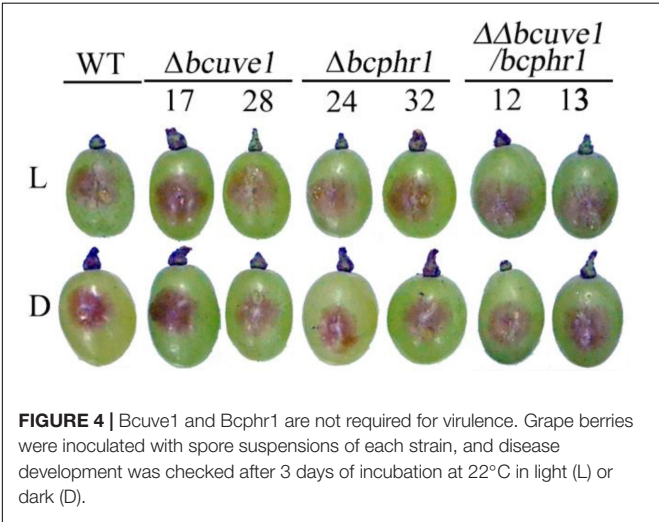 WT Δbcuve1 Δbcphr1 ΔΔbcuve1
/bcphr1
17 28 24 32 12 13
L
D
FIGURE 4 | Bcuve1 and Bcphr1 are not required for virulence. Grape berries
were inoculated with spore suspensions of each strain, and disease
development was checked after 3 days of incubation at 22°C in light (L) or
dark (D).